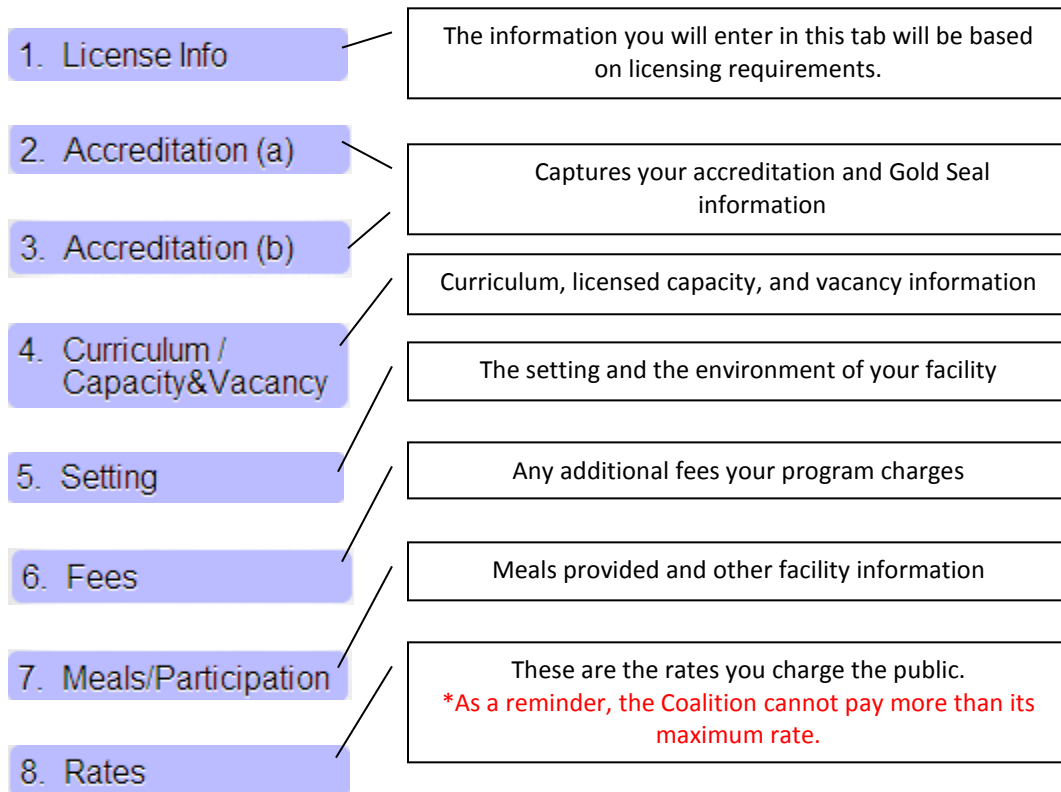 1. License Info
The information you will enter in this tab will be based
on licensing requirements.
2. Accreditation (a)
Captures your accreditation and Gold Seal
information
3. Accreditation (b)
Curriculum, licensed capacity, and vacancy information
4. Curriculum /
Capacity&Vacancy
The setting and the environment of your facility
5. Setting
Any additional fees your program charges
6. Fees
Meals provided and other facility information
7. Meals/Participation
These are the rates you charge the public.
*As a reminder, the Coalition cannot pay more than its
maximum rate.
8. Rates